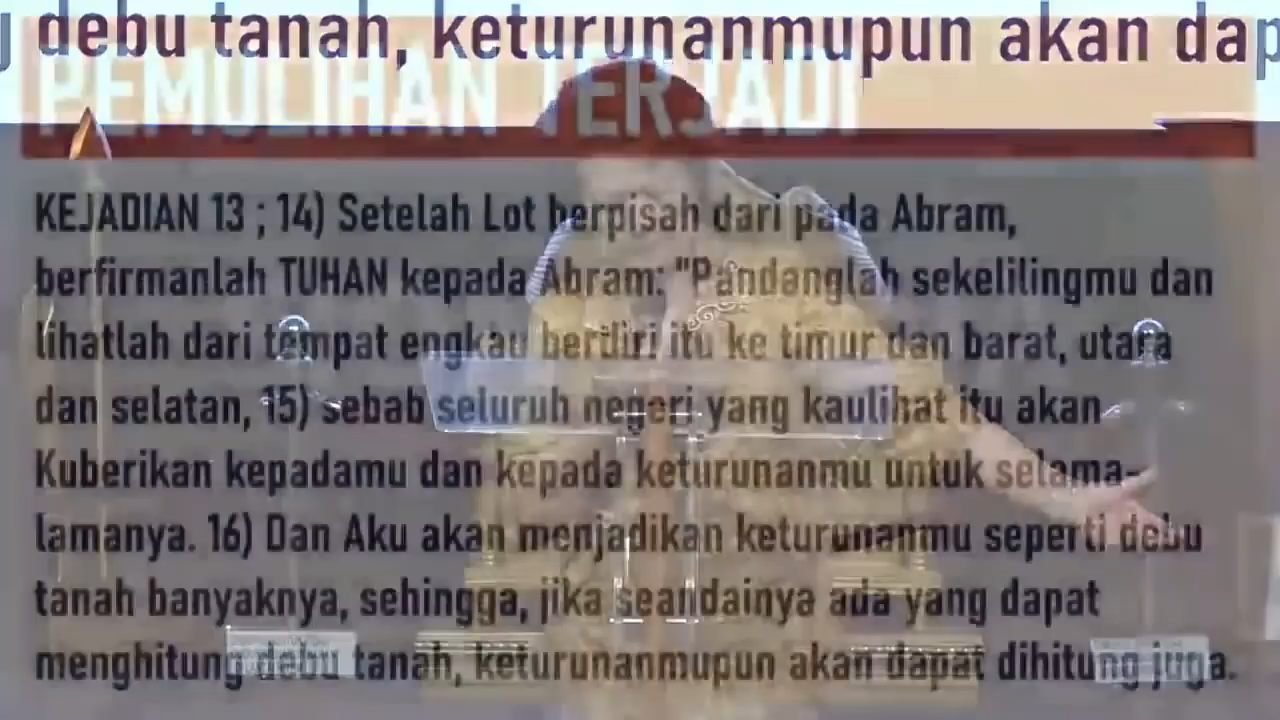 debu tanah, keturunanmupun akan dap
PEMULIHAN TERJADI
KEJADIAN 13 ; 14) Setelah Lot berpisah dari pada Abram,
berfirmanlah TUHAN kepada Abram: "Pandanglah sekelilingmu dan
lihatlah dari tempat engkau berdiri itu ke timur dan barat, utara
dan selatan, 15) sebab seluruh negeri yang kaulihat itu akan
Kuberikan kepadamu dan kepada keturunanmu untuk selama-
lamanya. 16) Dan Aku akan menjadikan keturunanmu seperti debu
tanah banyaknya, sehingga, jika seandainya ada yang dapat
menghitung debu tanah, keturunanmupun akan dapat dihitung juga.